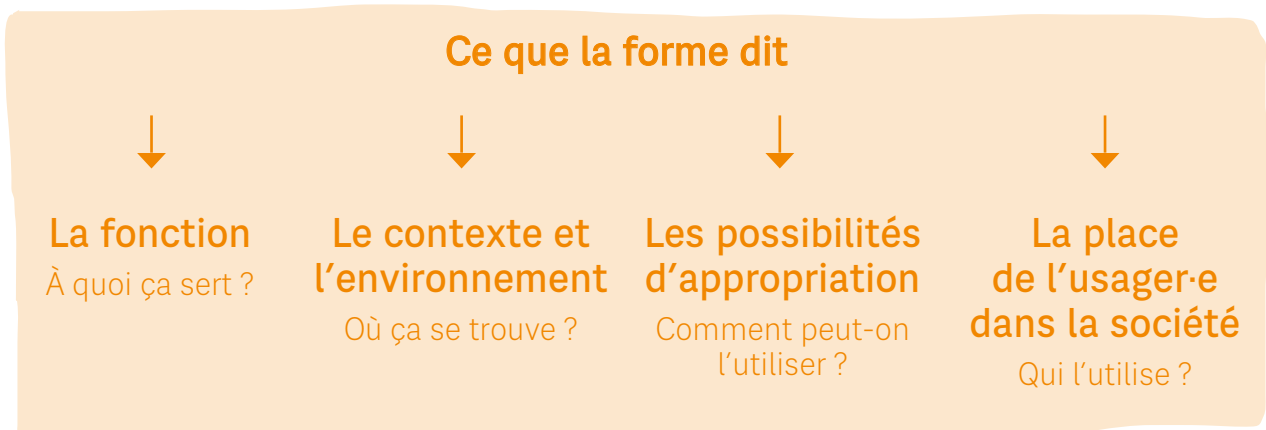 Ce que la forme dit
La fonction
À quoi ça sert ?
Le contexte et
l’environnement
Où ça se trouve ?
Les possibilités
d’appropriation
Comment peut-on
l’utiliser ?
La place
de l’usager·e
dans la société
Qui l’utilise ?